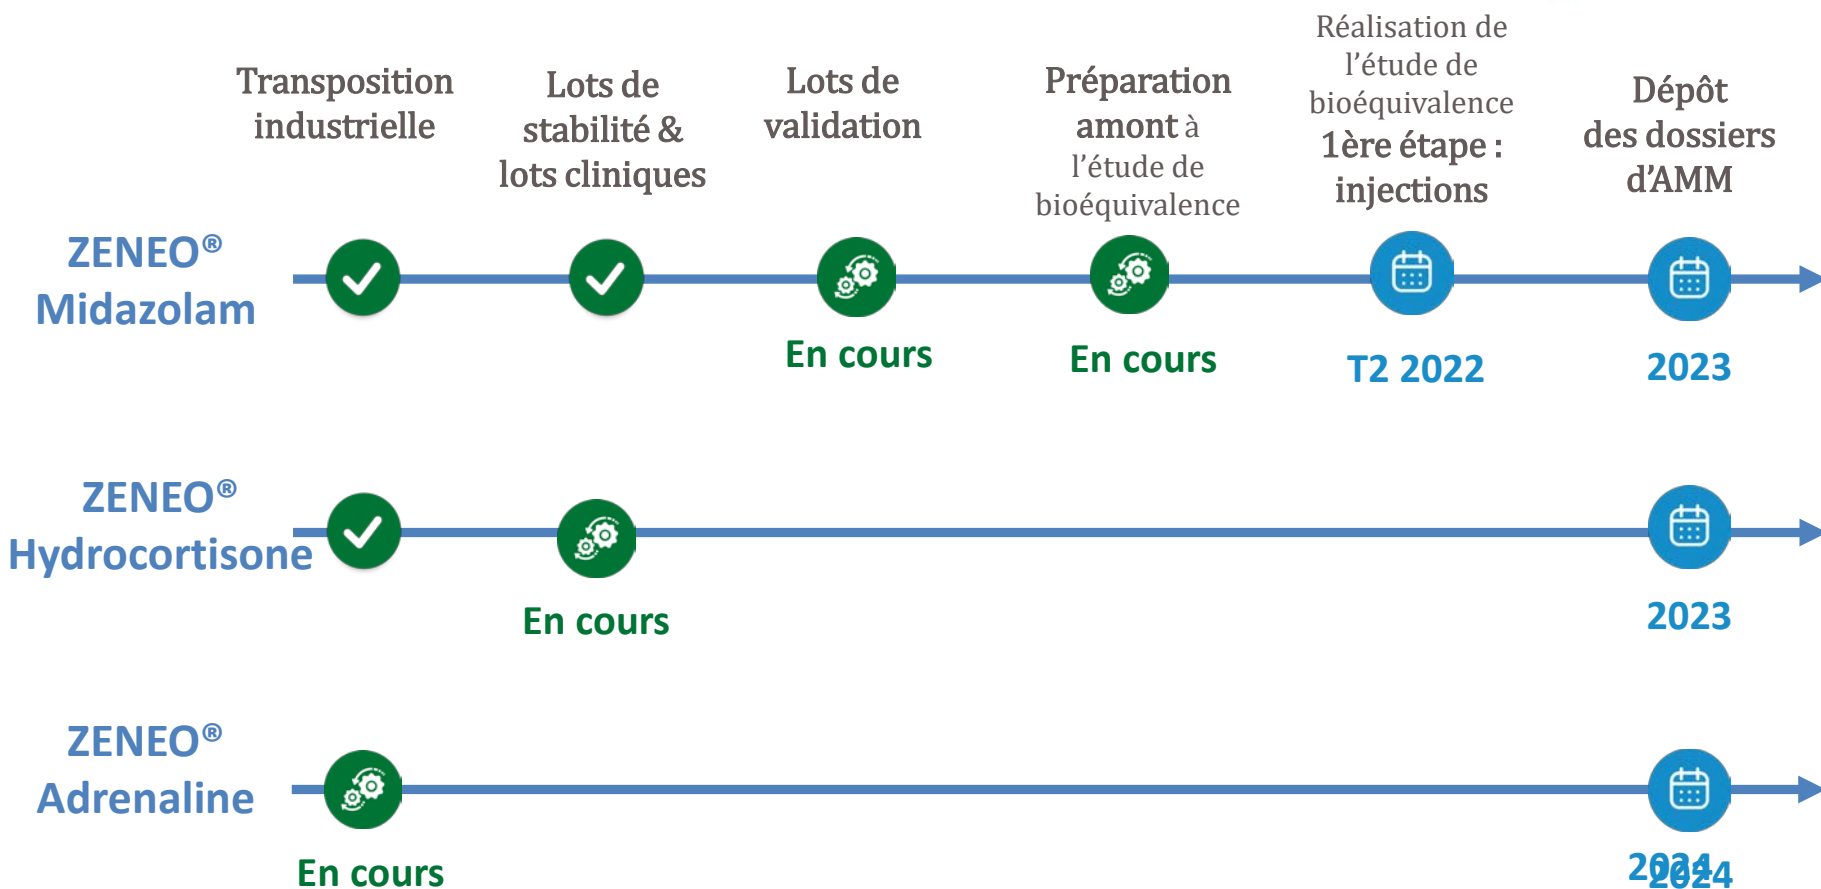 Transposition
industrielle
Lots de
stabilité &
lots cliniques
Lots de
validation
Préparation
amont à
l’étude de
bioéquivalence
Réalisation de
l’étude de
bioéquivalence
1ère étape :
injections
Dépôt
des dossiers
d’AMM
ZENEO®
Midazolam
En cours
En cours
T2 2022
2023
ZENEO®
Hydrocortisone
En cours
2023
ZENEO®
Adrenaline
En cours
2024
2024